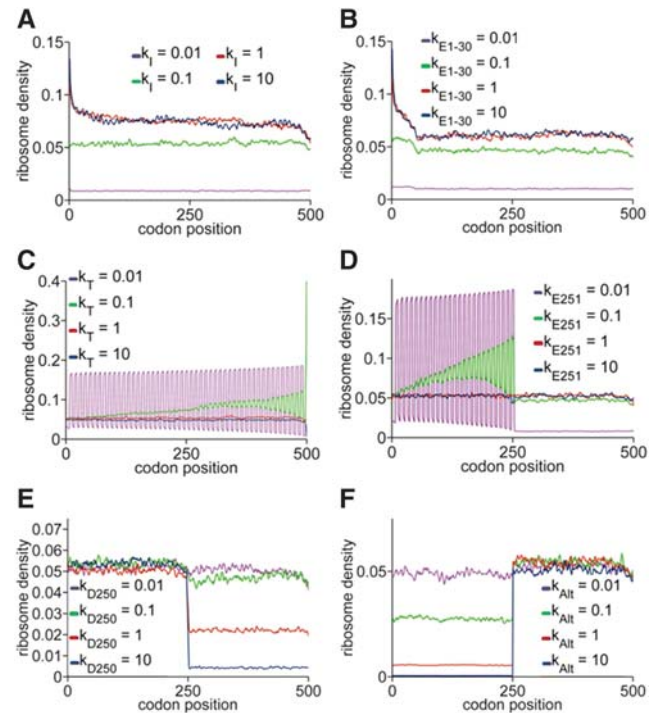 A
ribosome density
0.15
0.1
0.05
0
0
250
500
codon position
k_I = 0.01
k_I = 1
k_I = 0.1
k_I = 10
B
ribosome density
0.15
0.1
0.05
0
0
250
500
codon position
k_E1-30 = 0.01
k_E1-30 = 0.1
k_E1-30 = 1
k_E1-30 = 10
C
ribosome density
0.4
0.3
0.2
0.1
0
0
250
500
codon position
k_T = 0.01
k_T = 0.1
k_T = 1
k_T = 10
D
ribosome density
0.15
0.1
0.05
0
0
250
500
codon position
k_E251 = 0.01
k_E251 = 0.1
k_E251 = 1
k_E251 = 10
E
ribosome density
0.07
0.06
0.05
0.04
0.03
0.02
0.01
0
0
250
500
codon position
k_D250 = 0.01
k_D250 = 0.1
k_D250 = 1
k_D250 = 10
F
ribosome density
0.05
0
0
250
500
codon position
k_Alt = 0.01
k_Alt = 0.1
k_Alt = 1
k_Alt = 10